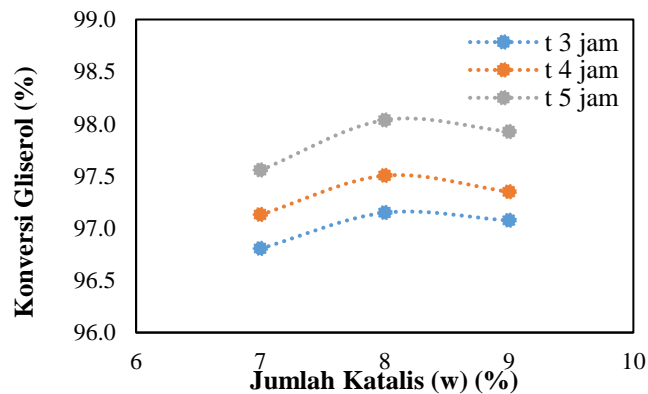 99.0
98.5
98.0
97.5
97.0
96.5
96.0
Konversi Gliserol (%)
t 3 jam
t 4 jam
t 5 jam
6 7 8 9 10
Jumlah Katalis (w) (%)